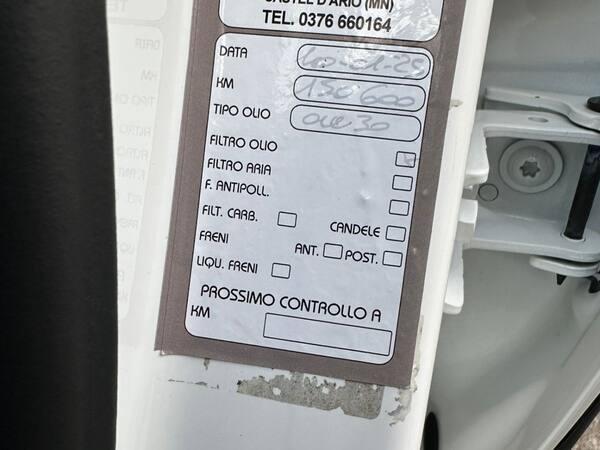 CASTEL D'ARIO (MN)
TEL. 0376 660164
DATA
KM 150 600
TIPO OLIO 0W30
FILTRO OLIO
FILTRO ARIA
F. ANTIPOLL.
FILT. CARB. CANDELE
FRENI ANT. POST.
LIQU. FRENI
PROSSIMO CONTROLLO A
KM